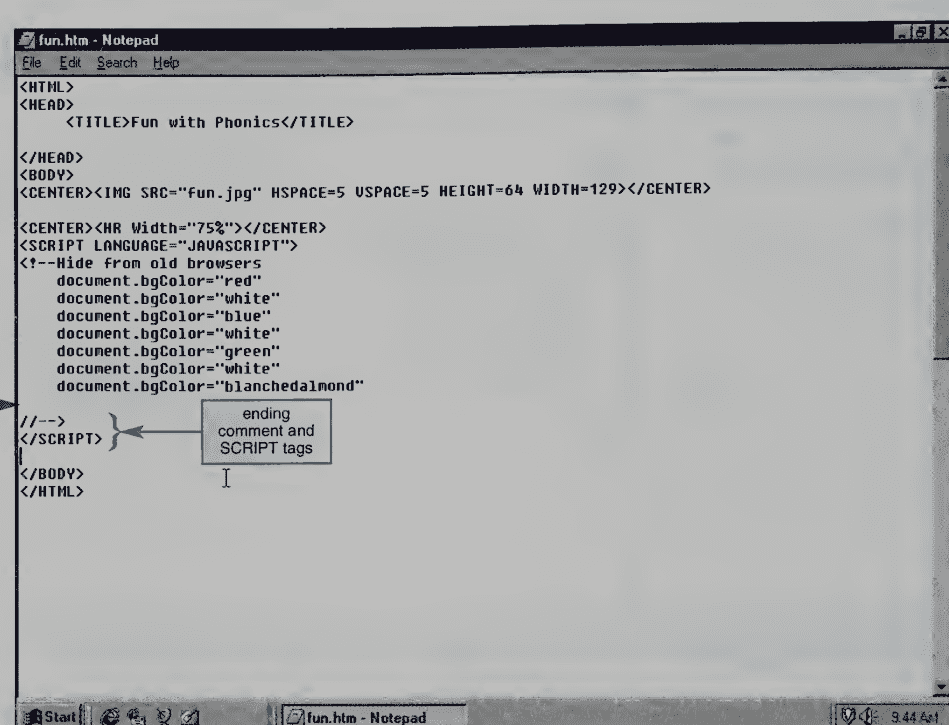 fun.htm - Notepad
File Edit Search Help
<HTML>
<HEAD>
<TITLE>Fun with Phonics</TITLE>
</HEAD>
<BODY>
<CENTER><IMG SRC="fun.jpg" HSPACE=5 VSPACE=5 HEIGHT=64 WIDTH=129></CENTER>
<CENTER><HR Width="75%"></CENTER>
<SCRIPT LANGUAGE="JAVASCRIPT">
<!--Hide from old browsers
document.bgColor="red"
document.bgColor="white"
document.bgColor="blue"
document.bgColor="white"
document.bgColor="green"
document.bgColor="white"
document.bgColor="blanchedalmond"
//-->
</SCRIPT>
ending
comment and
SCRIPT tags
</BODY>
</HTML>
Start fun.htm - Notepad 9:44